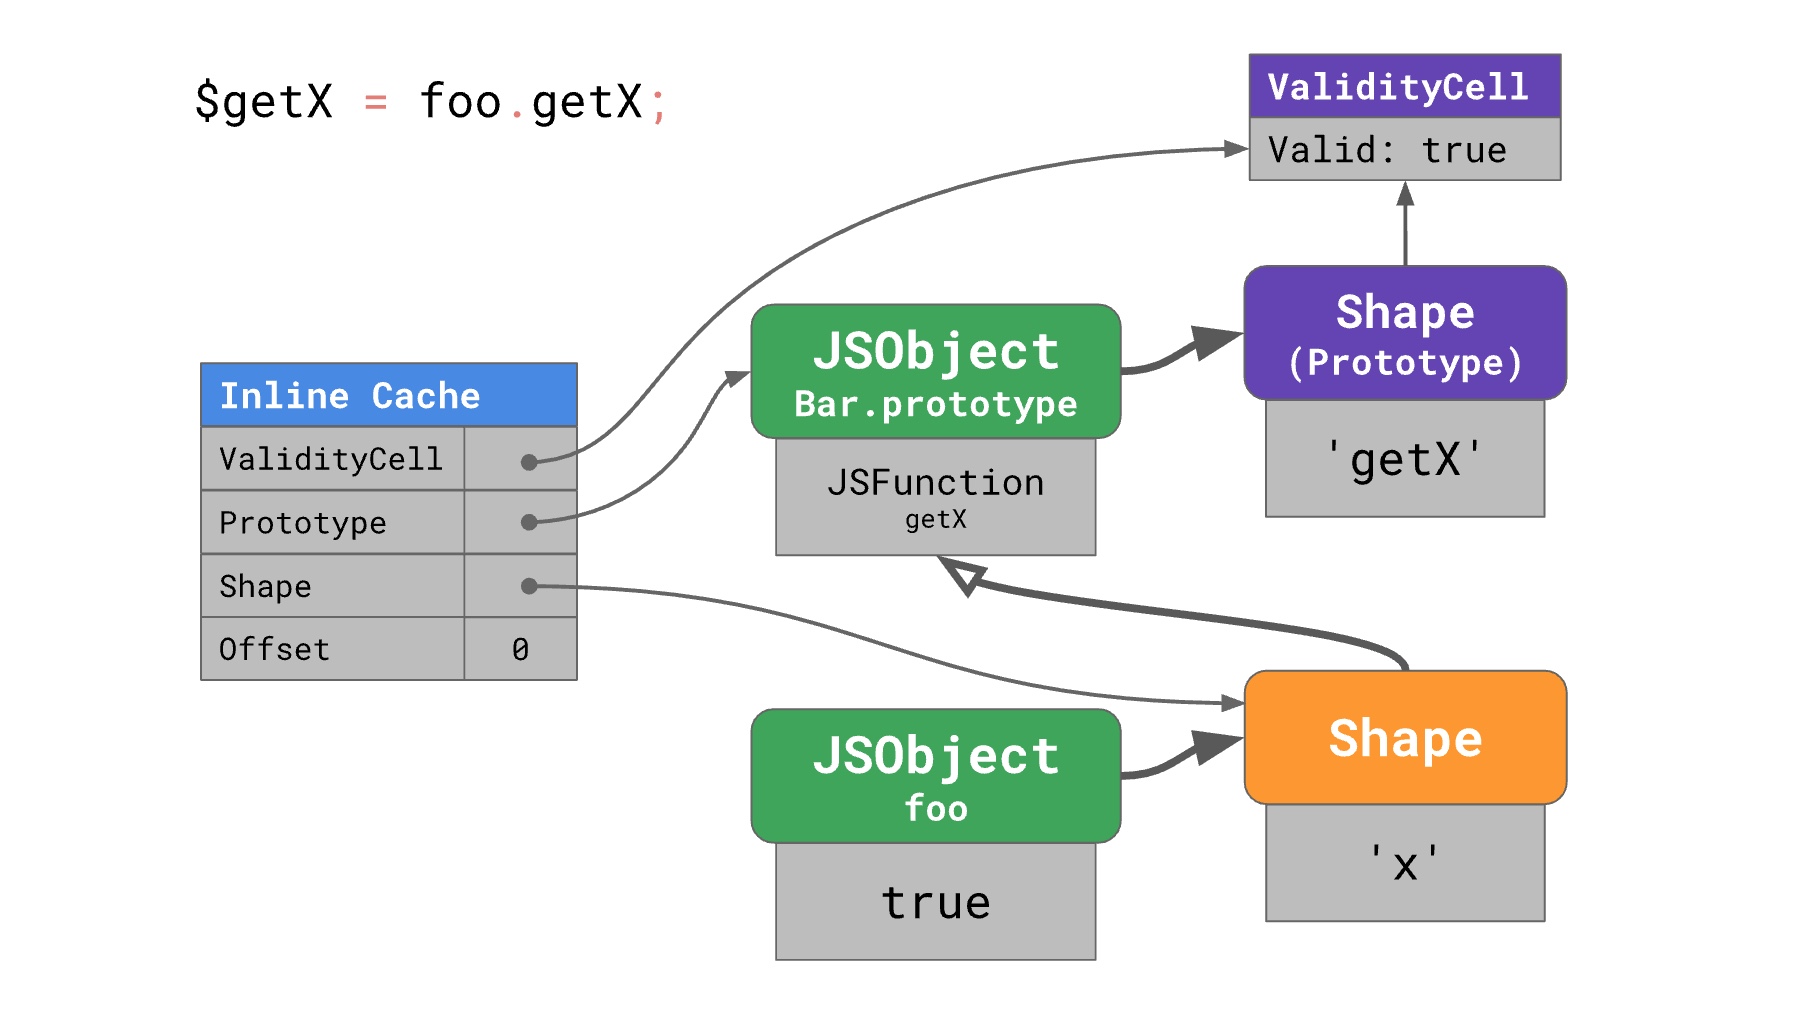 $getX = foo.getX;
ValidityCell
Valid: true
JSObject
Bar.prototype
JSFunction
getX
Shape
(Prototype)
'getX'
Inline Cache
ValidityCell
Prototype
Shape
Offset 0
JSObject
foo
true
Shape
'x'